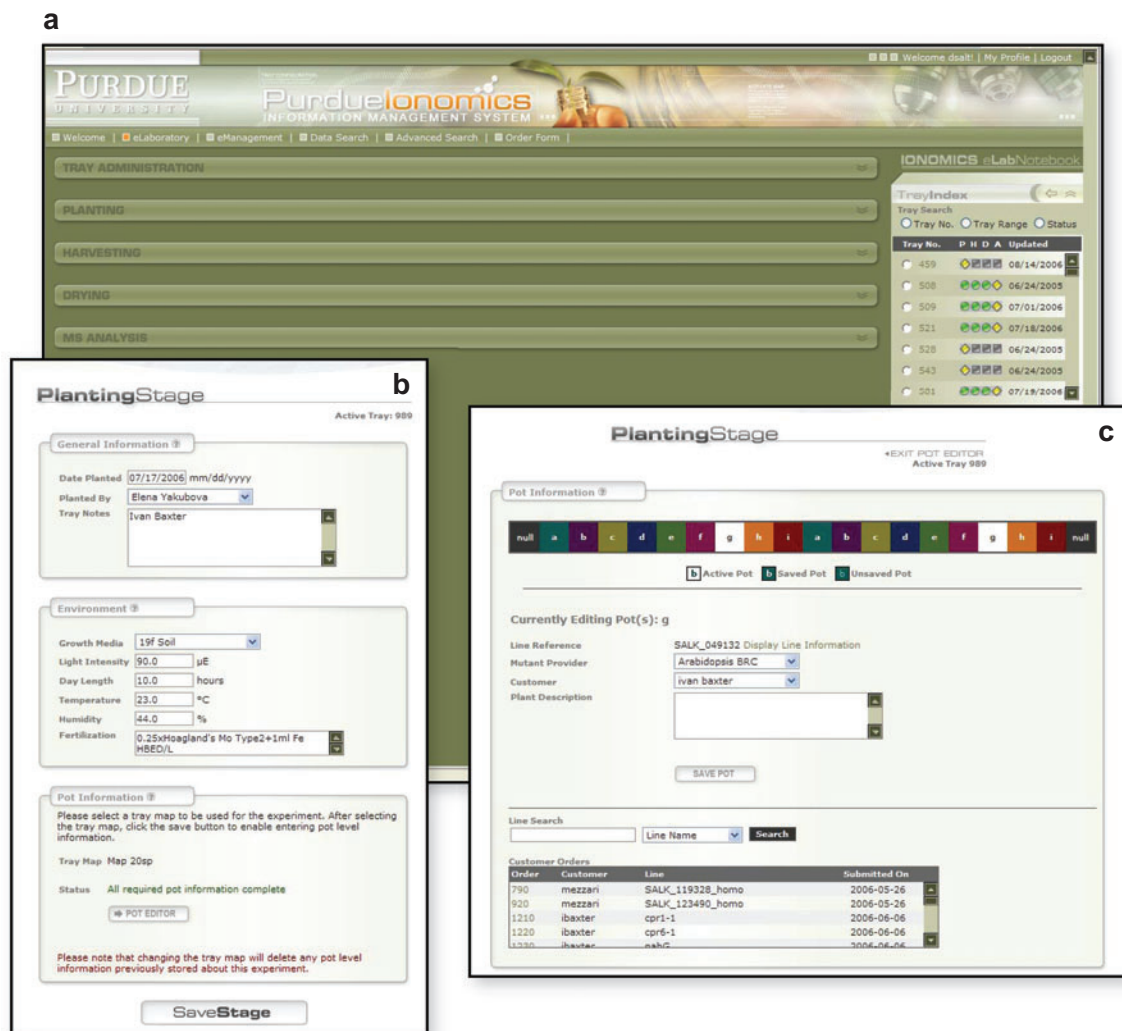 a
Welcome dsalt! | My Profile | Logout
PURDUE
UNIVERSITY
PurdueIonomics
INFORMATION MANAGEMENT SYSTEM
Welcome | eLaboratory | eManagement | Data Search | Advanced Search | Order Form |
IONOMICS eLabNotebook
TRAY ADMINISTRATION
PLANTING
HARVESTING
DRYING
MS ANALYSIS
TrayIndex
Tray Search
Tray No. Tray Range Status
Tray No. P H D A Updated
459 08/14/2006
508 06/24/2005
509 07/01/2006
521 07/18/2006
528 06/24/2005
543 06/24/2005
501 07/19/2006
b
PlantingStage
Active Tray: 989
General Information ?
Date Planted 07/17/2006 mm/dd/yyyy
Planted By Elena Yakubova
Tray Notes Ivan Baxter
Environment ?
Growth Media 19f Soil
Light Intensity 90.0 µE
Day Length 10.0 hours
Temperature 23.0 °C
Humidity 44.0 %
Fertilization 0.25xHoagland's Mo Type2+1ml Fe
HBED/L
Pot Information ?
Please select a tray map to be used for the experiment. After selecting
the tray map, click the save button to enable entering pot level
information.
Tray Map Map 20sp
Status All required pot information complete
POT EDITOR
Please note that changing the tray map will delete any pot level
information previously stored about this experiment.
SaveStage
c
PlantingStage
EXIT POT EDITOR
Active Tray 989
Pot Information ?
null a b c d e f g h i a b c d e f g h i null
b Active Pot b Saved Pot b Unsaved Pot
Currently Editing Pot(s): g
Line Reference SALK_049132 Display Line Information
Mutant Provider Arabidopsis BRC
Customer ivan baxter
Plant Description
SAVE POT
Line Search
Line Name Search
Customer Orders
Order Customer Line Submitted On
790 mezzari SALK_119328_homo 2006-05-26
920 mezzari SALK_123490_homo 2006-05-26
1210 ibaxter cpr1-1 2006-06-06
1220 ibaxter cpr6-1 2006-06-06
1230 ibaxter nahG 2006-06-06